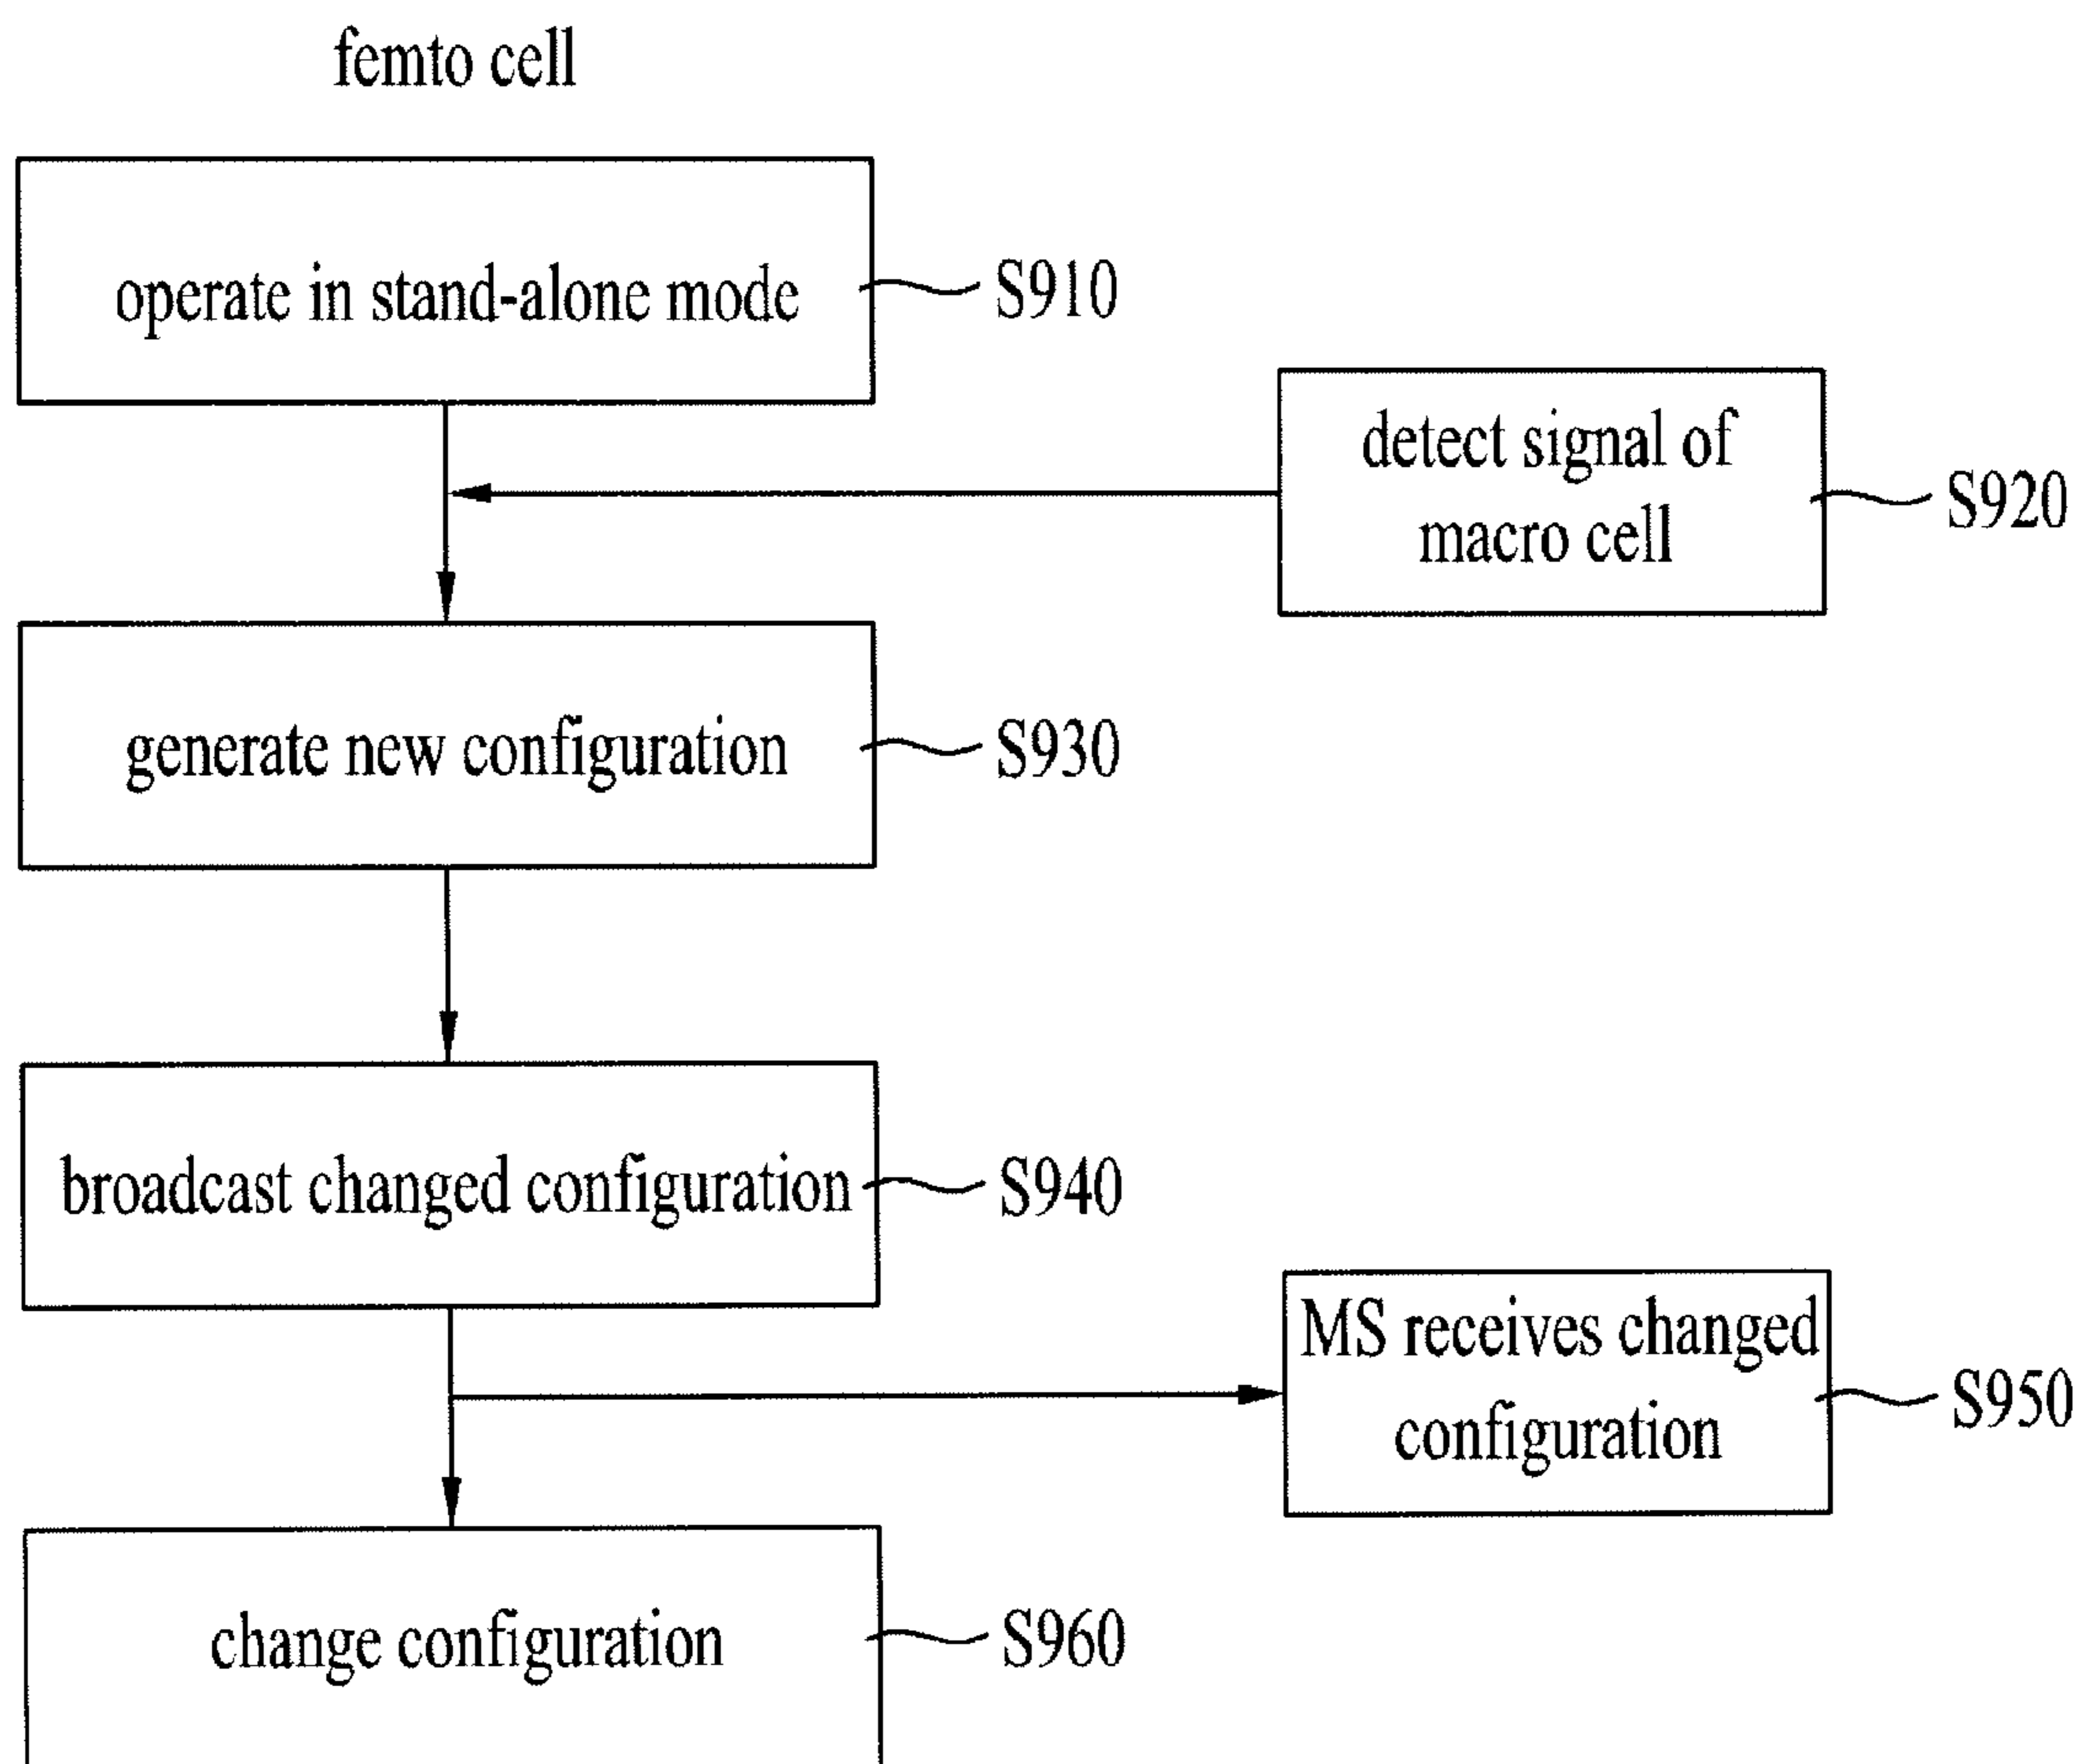 femto cell
operate in stand-alone mode
S910
detect signal of
macro cell
S920
generate new configuration
S930
broadcast changed configuration
S940
MS receives changed
configuration
S950
change configuration
S960